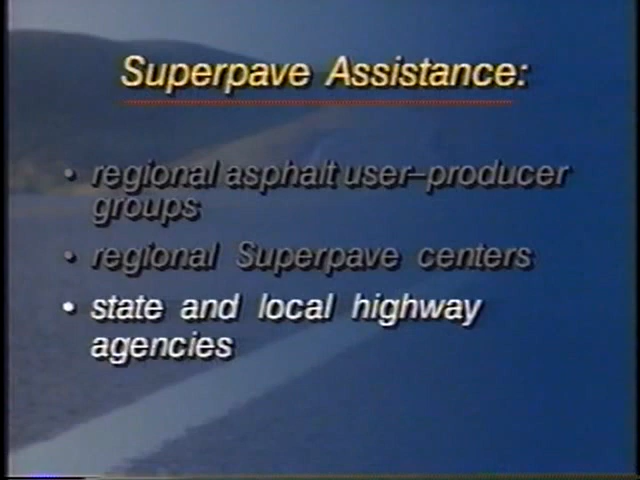 Superpave Assistance:
• regional asphalt user–producer
groups
• regional Superpave centers
• state and local highway
agencies